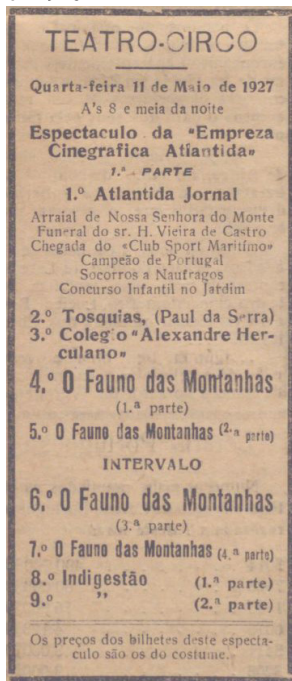 TEATRO-CIRCO
Quarta-feira 11 de Maio de 1927
A's 8 e meia da noite
Espectaculo da «Empreza
Cinegrafica Atlantida»
1.ª PARTE
1.º Atlantida Jornal
Arraial de Nossa Senhora do Monte
Funeral do sr. H. Vieira de Castro
Chegada do «Club Sport Maritimo»
Campeão de Portugal
Socorros a Naufragos
Concurso Infantil no Jardim
2.º Tosquias, (Paul da Serra)
3.º Colegio "Alexandre Her-
culano"
4.º O Fauno das Montanhas
(1.ª parte)
5.º O Fauno das Montanhas (2.ª parte)
INTERVALO
6.º O Fauno das Montanhas
(3.ª parte)
7.º O Fauno das Montanhas (4.ª parte)
8.º Indigestão (1.ª parte)
9.º " (2.ª parte)
Os preços dos bilhetes deste especta-
culo são os do costume.